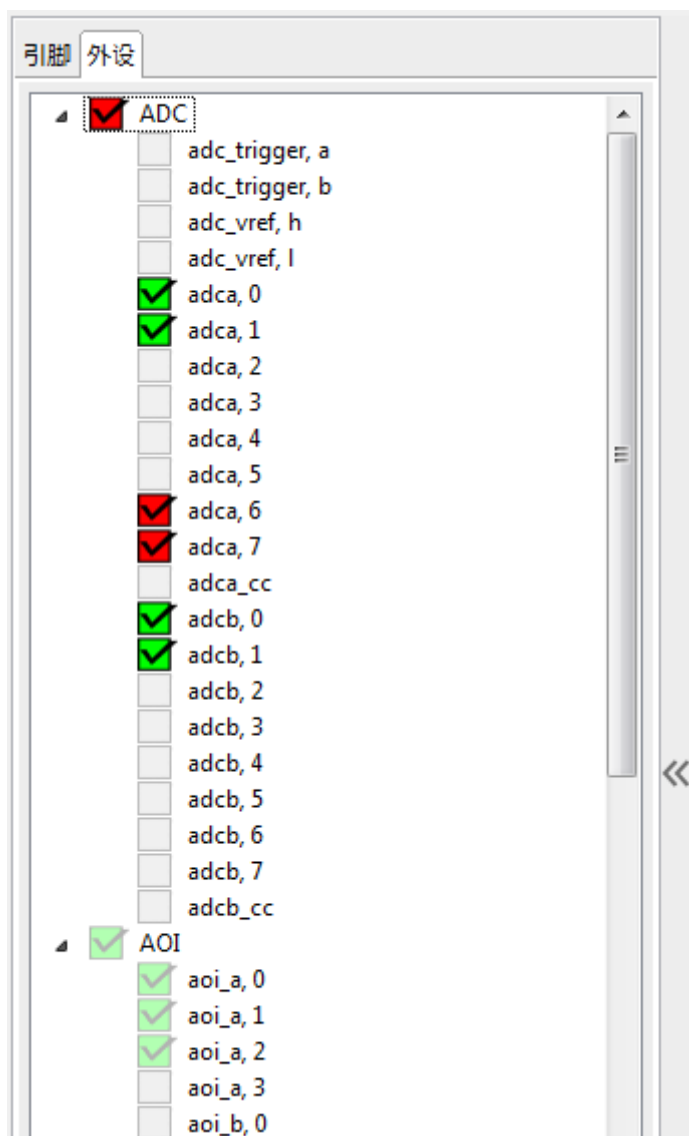 引脚 外设
ADC
adc_trigger, a
adc_trigger, b
adc_vref, h
adc_vref, l
adca, 0
adca, 1
adca, 2
adca, 3
adca, 4
adca, 5
adca, 6
adca, 7
adca_cc
adcb, 0
adcb, 1
adcb, 2
adcb, 3
adcb, 4
adcb, 5
adcb, 6
adcb, 7
adcb_cc
AOI
aoi_a, 0
aoi_a, 1
aoi_a, 2
aoi_a, 3
aoi_b, 0